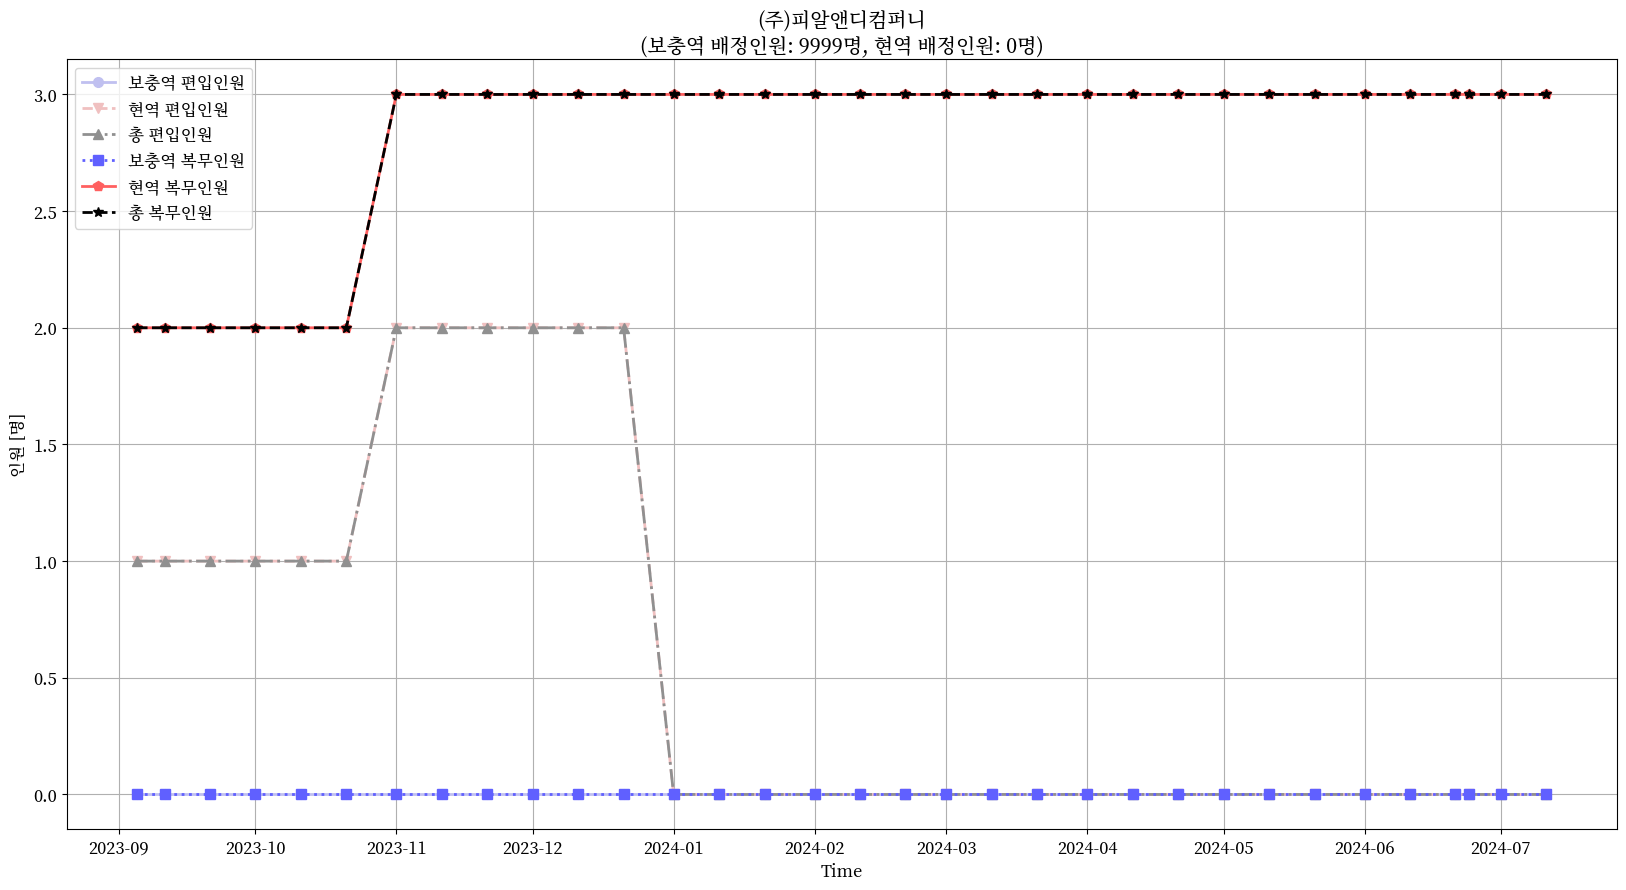 (주)피알앤디컴퍼니
(보충역 배정인원: 9999명, 현역 배정인원: 0명)
보충역 편입인원
현역 편입인원
총 편입인원
보충역 복무인원
현역 복무인원
총 복무인원
인원 [명]
3.0
2.5
2.0
1.5
1.0
0.5
0.0
2023-09 2023-10 2023-11 2023-12 2024-01 2024-02 2024-03 2024-04 2024-05 2024-06 2024-07
Time